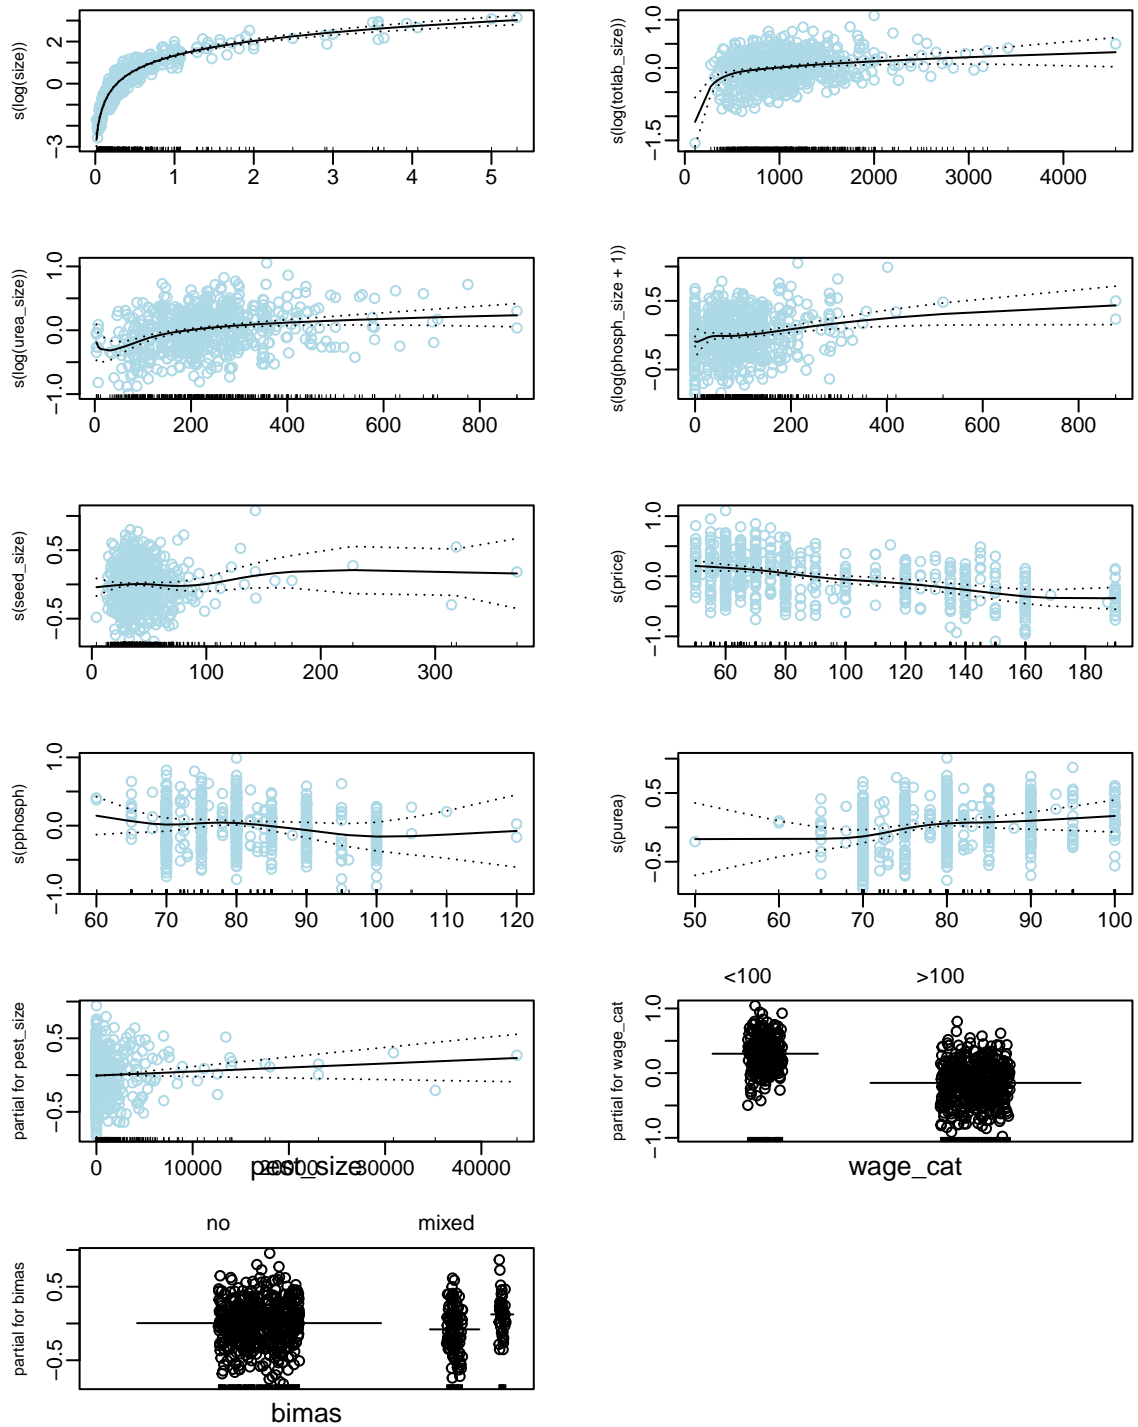 s(log(size))
−3 0 2
0 1 2 3 4 5
s(log(totlab_size))
−1.5 0.0 1.0
0 1000 2000 3000 4000
s(log(urea_size))
−1.0 0.0 1.0
0 200 400 600 800
s(log(phosph_size + 1))
−0.5 0.5
0 200 400 600 800
s(seed_size)
−0.5 0.5
0 100 200 300
s(price)
−1.0 0.0 1.0
60 80 100 120 140 160 180
s(pphosph)
−1.0 0.0 1.0
60 70 80 90 100 110 120
s(purea)
−0.5 0.5
50 60 70 80 90 100
partial for pest_size
−0.5 0.5
0 10000 20000 30000 40000
pest_size
<100 >100
partial for wage_cat
−1.0 0.0 1.0
wage_cat
no mixed
partial for bimas
−0.5 0.5
bimas